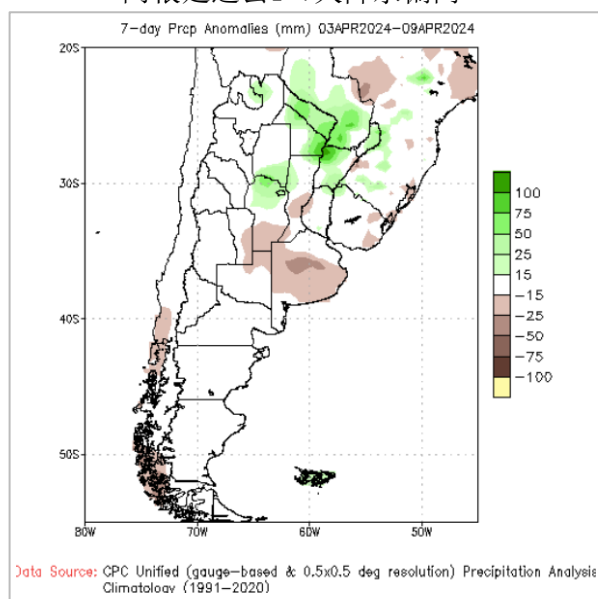 7-day Prcp Anomalies (mm) 03APR2024-09APR2024
20S
30S
40S
50S
80W 70W 60W 50W
100
75
50
25
15
-15
-25
-50
-75
-100
Data Source: CPC Unified (gauge-based & 0.5x0.5 deg resolution) Precipitation Analysis
Climatology (1991-2020)